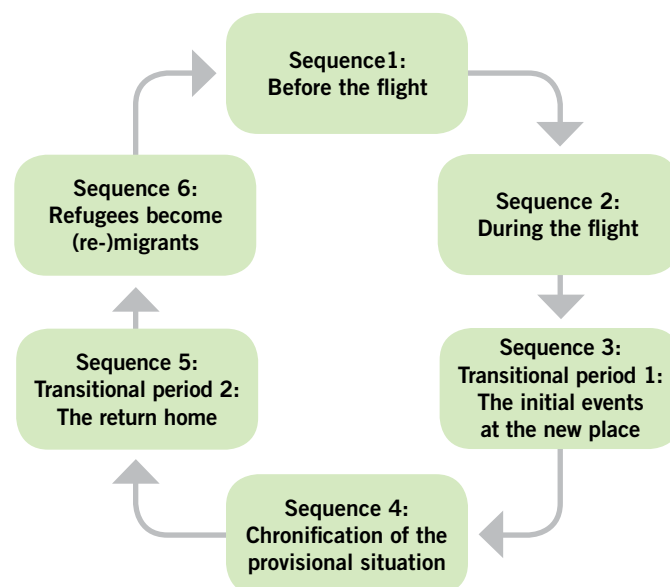 Sequence1:
Before the flight
Sequence 2:
During the flight
Sequence 3:
Transitional period 1:
The initial events
at the new place
Sequence 4:
Chronification of the
provisional situation
Sequence 5:
Transitional period 2:
The return home
Sequence 6:
Refugees become
(re-)migrants